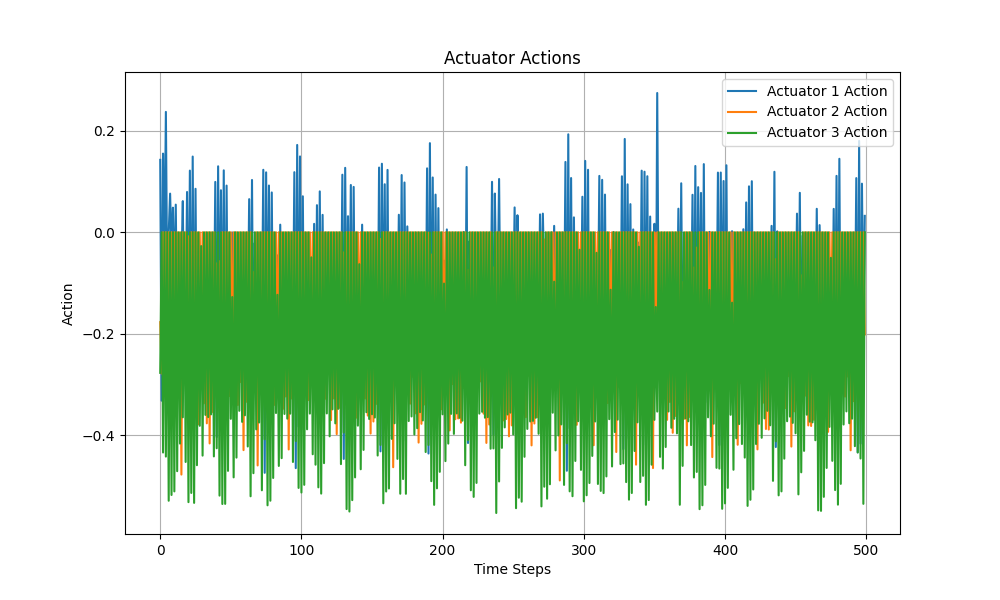 Actuator Actions
Actuator 1 Action
Actuator 2 Action
Actuator 3 Action
0.2
0.0
−0.2
−0.4
Action
0 100 200 300 400 500
Time Steps